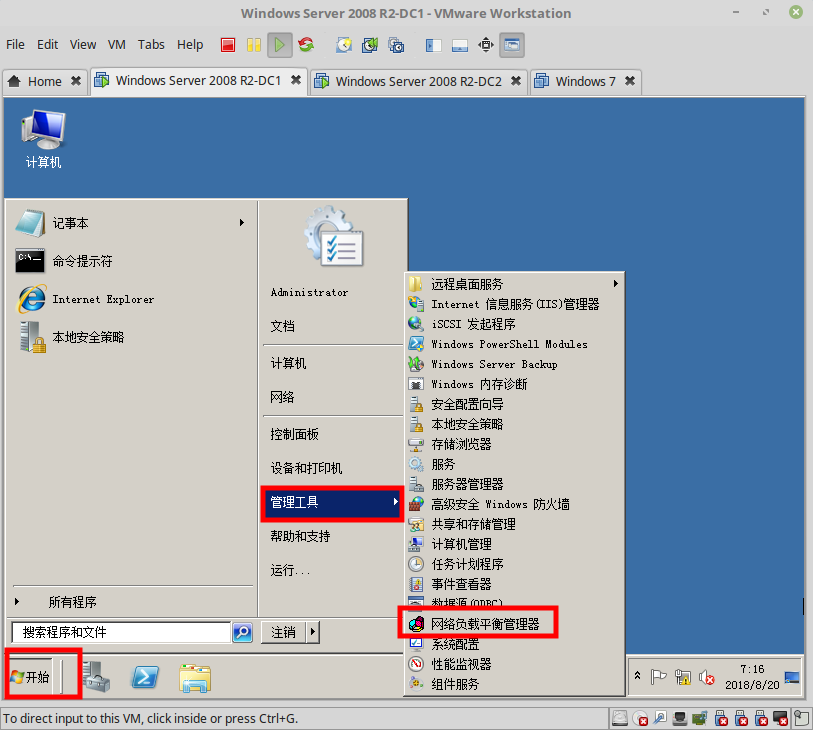 Windows Server 2008 R2-DC1 - VMware Workstation
File Edit View VM Tabs Help
Home Windows Server 2008 R2-DC1 Windows Server 2008 R2-DC2 Windows 7
计算机
记事本
命令提示符
Internet Explorer
本地安全策略
所有程序
搜索程序和文件
Administrator
文档
计算机
网络
控制面板
设备和打印机
管理工具
帮助和支持
运行...
注销
远程桌面服务
Internet 信息服务(IIS)管理器
iSCSI 发起程序
Windows PowerShell Modules
Windows Server Backup
Windows 内存诊断
安全配置向导
本地安全策略
存储浏览器
服务
服务器管理器
高级安全 Windows 防火墙
共享和存储管理
计算机管理
任务计划程序
事件查看器
数据源(ODBC)
网络负载平衡管理器
系统配置
性能监视器
组件服务
开始
7:16
2018/8/20
To direct input to this VM, click inside or press Ctrl+G.